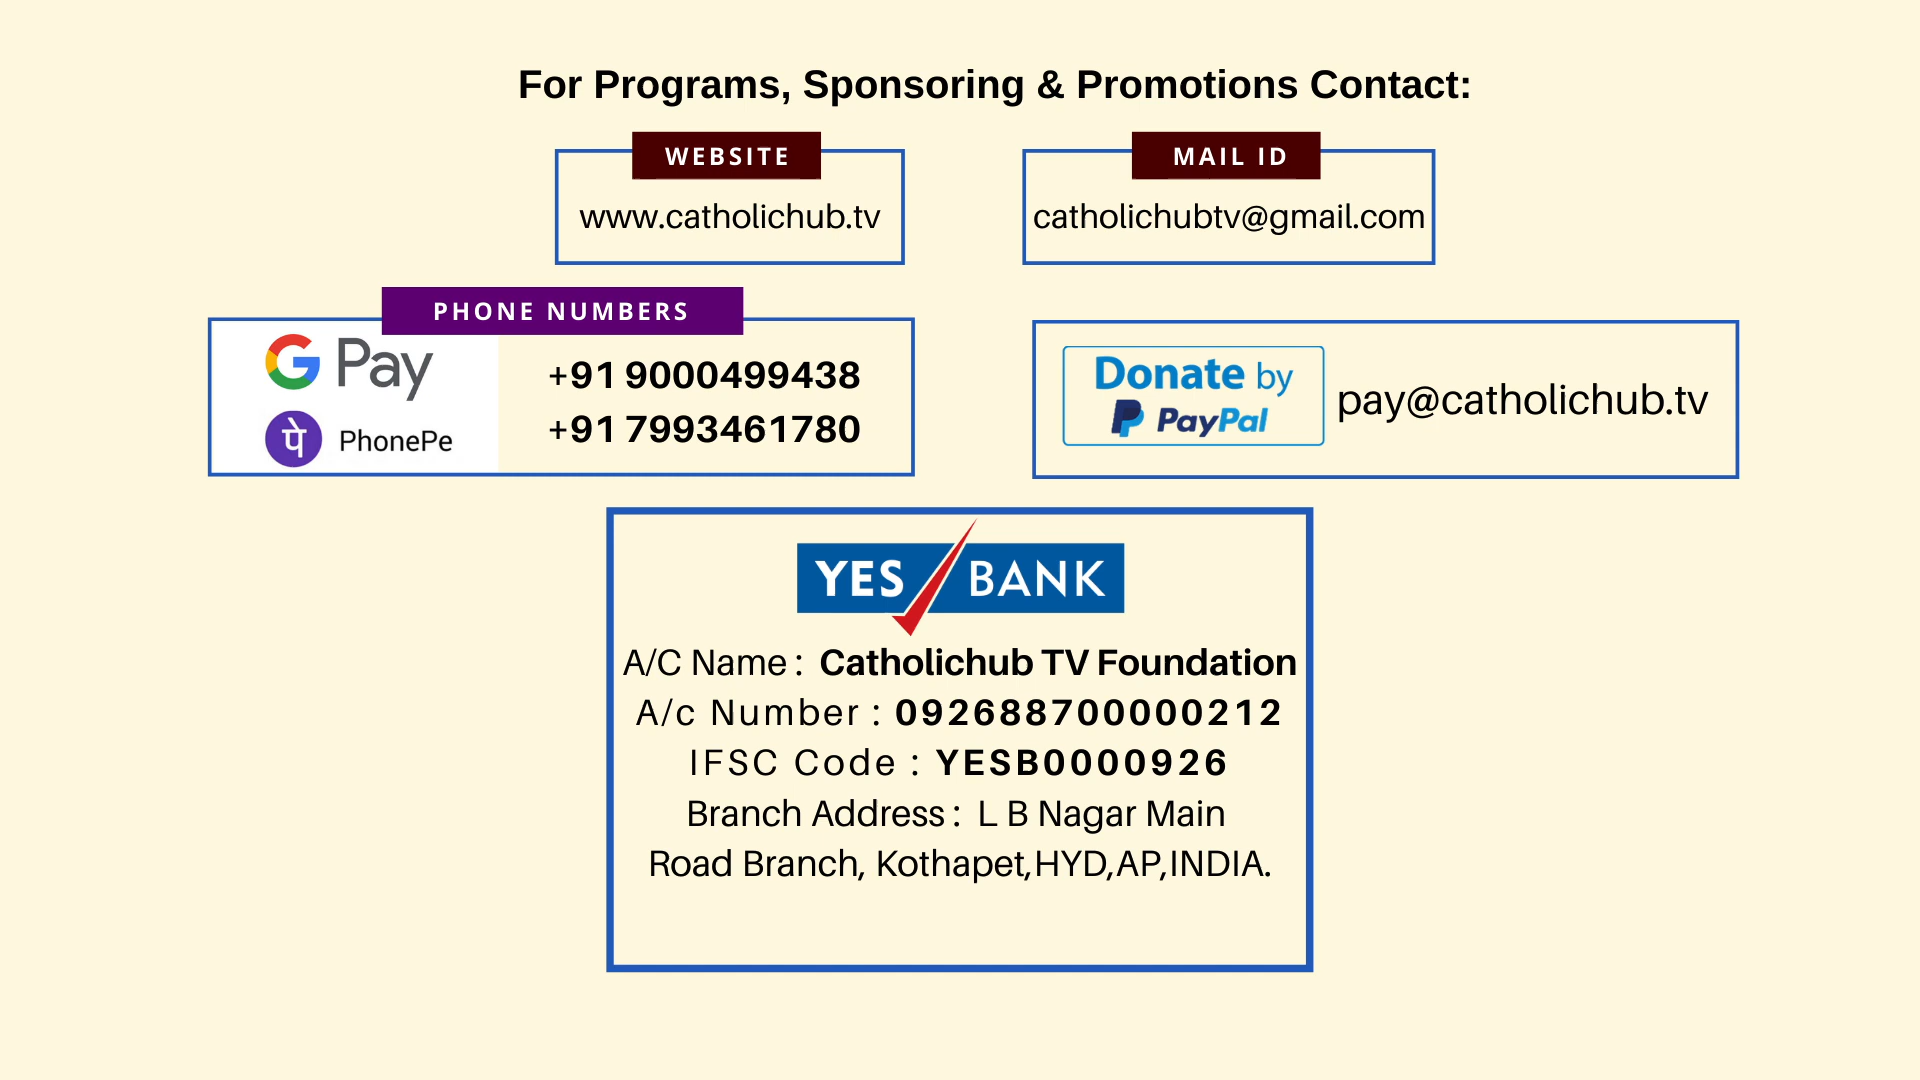 For Programs, Sponsoring & Promotions Contact:
WEBSITE
www.catholichub.tv
MAIL ID
catholichubtv@gmail.com
PHONE NUMBERS
G Pay
पे PhonePe
+91 9000499438
+91 7993461780
Donate by
PayPal
pay@catholichub.tv
YES BANK
A/C Name : Catholichub TV Foundation
A/c Number : 092688700000212
IFSC Code : YESB0000926
Branch Address : L B Nagar Main
Road Branch, Kothapet,HYD,AP,INDIA.